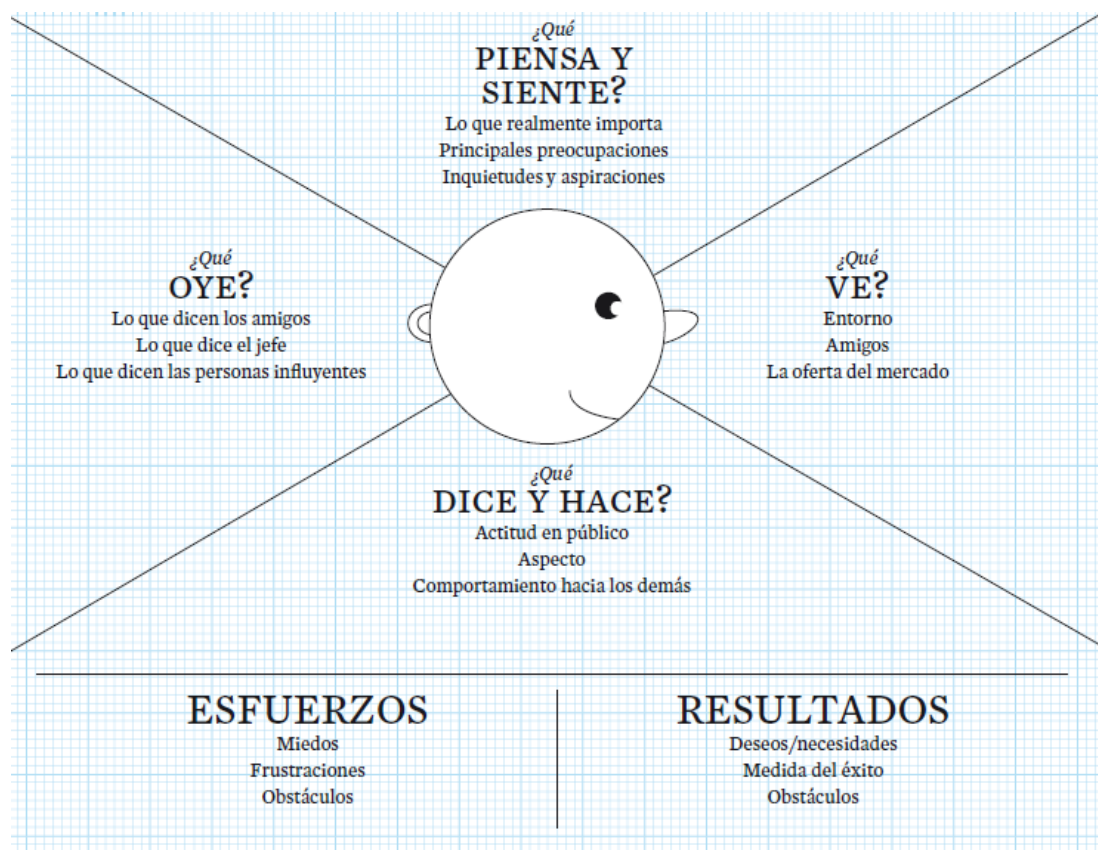 ¿Qué
PIENSA Y
SIENTE?
Lo que realmente importa
Principales preocupaciones
Inquietudes y aspiraciones
¿Qué
OYE?
Lo que dicen los amigos
Lo que dice el jefe
Lo que dicen las personas influyentes
¿Qué
VE?
Entorno
Amigos
La oferta del mercado
¿Qué
DICE Y HACE?
Actitud en público
Aspecto
Comportamiento hacia los demás
ESFUERZOS
Miedos
Frustraciones
Obstáculos
RESULTADOS
Deseos/necesidades
Medida del éxito
Obstáculos